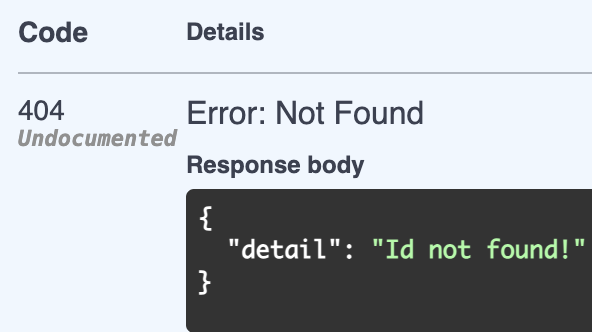 Code Details
404 Error: Not Found
Undocumented
Response body
{
"detail": "Id not found!"
}